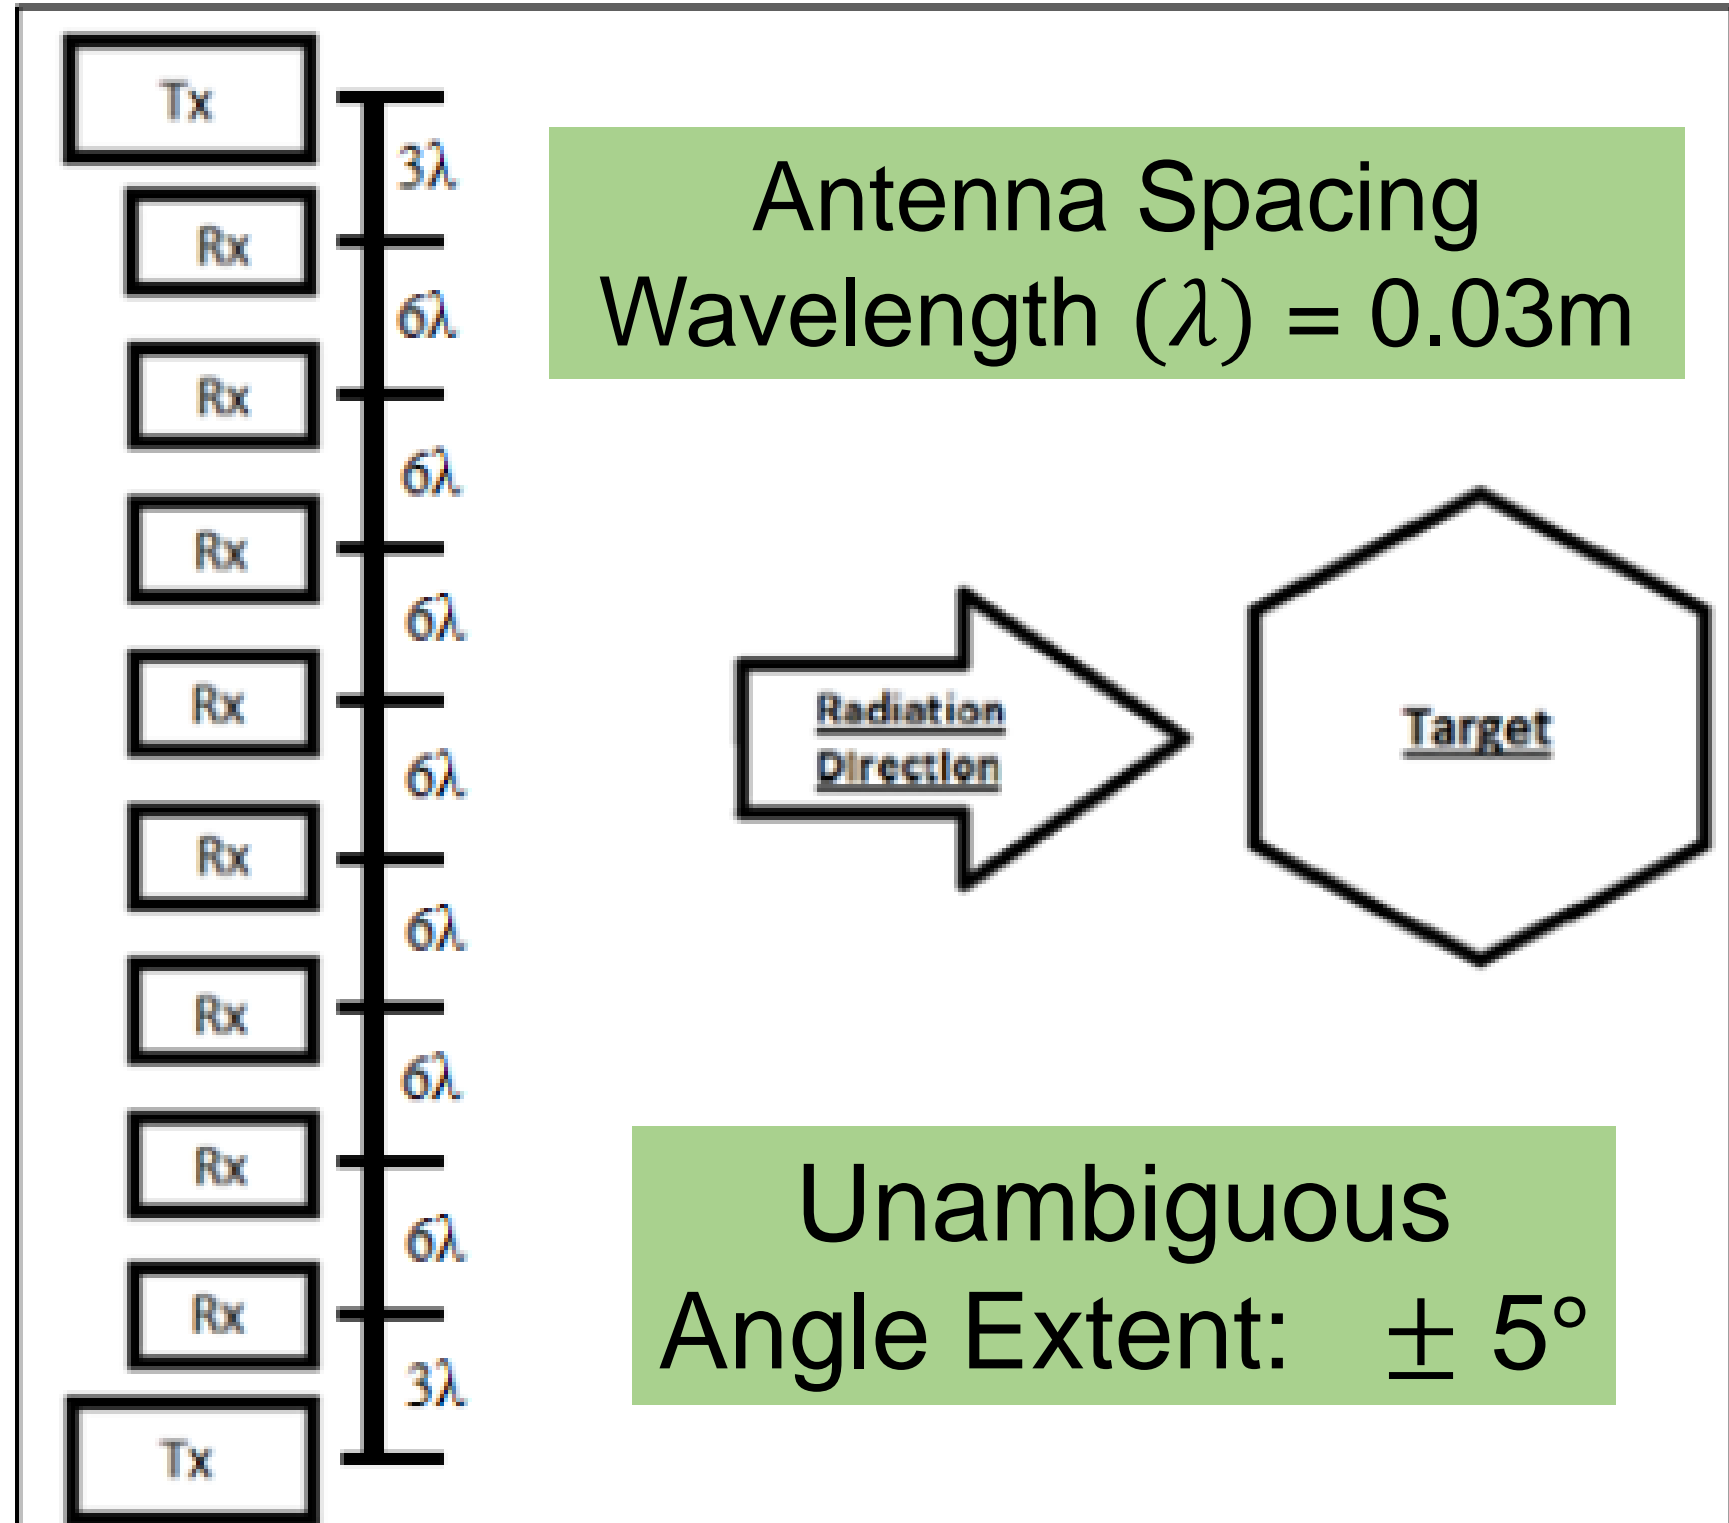 Tx
3λ
Rx
6λ
Rx
6λ
Rx
6λ
Rx
6λ
Rx
6λ
Rx
6λ
Rx
6λ
Rx
3λ
Tx
Antenna Spacing
Wavelength (λ) = 0.03m
Radiation
Direction
Target
Unambiguous
Angle Extent: ± 5°